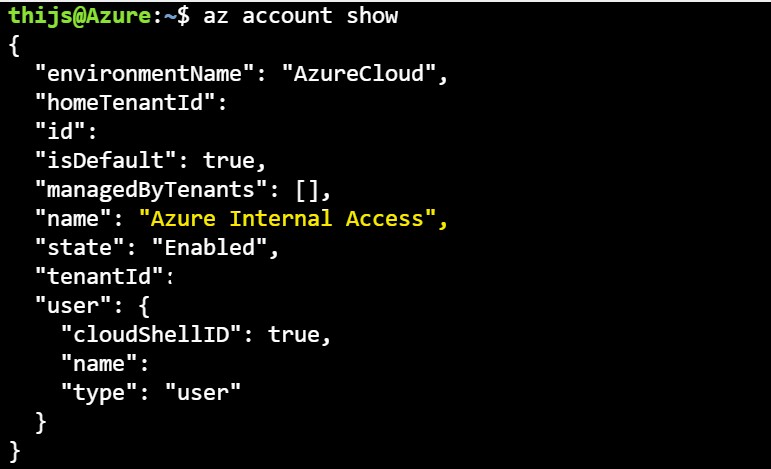 thijs@Azure:~$ az account show
{
  "environmentName": "AzureCloud",
  "homeTenantId":
  "id":
  "isDefault": true,
  "managedByTenants": [],
  "name": "Azure Internal Access",
  "state": "Enabled",
  "tenantId":
  "user": {
    "cloudShellID": true,
    "name":
    "type": "user"
  }
}